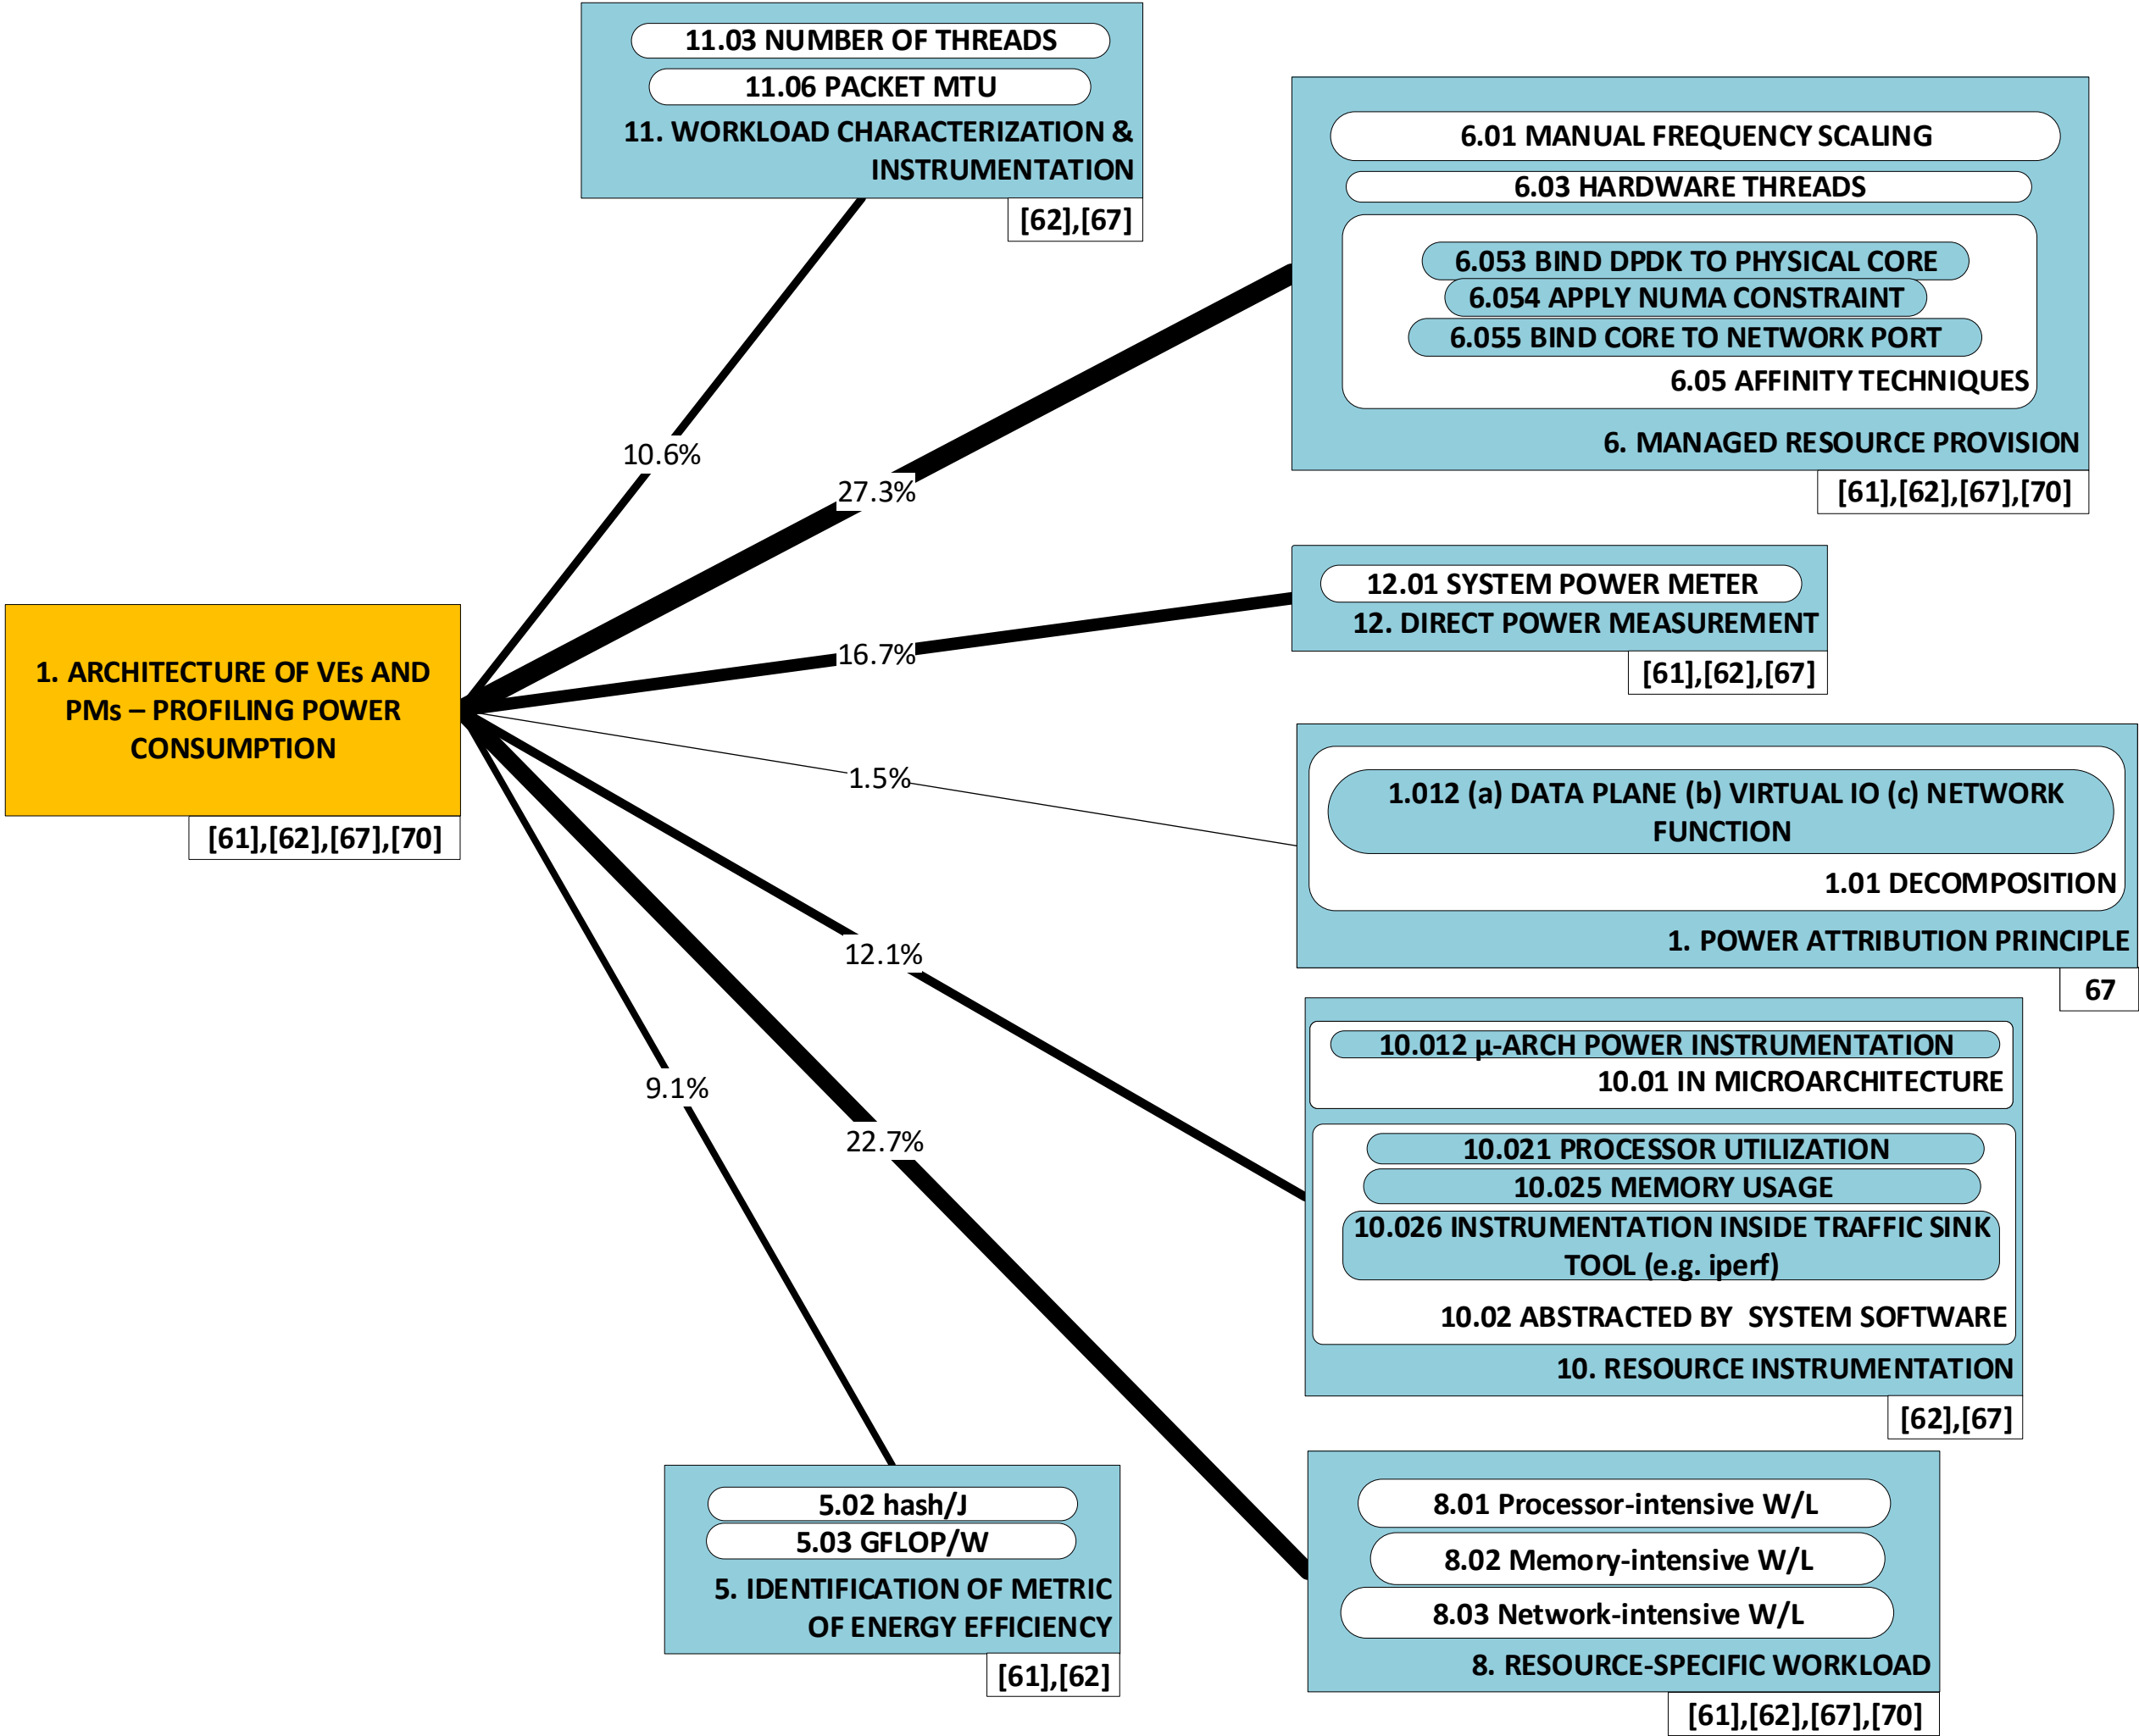 11.03 NUMBER OF THREADS
11.06 PACKET MTU
11. WORKLOAD CHARACTERIZATION &
INSTRUMENTATION
[62],[67]
6.01 MANUAL FREQUENCY SCALING
6.03 HARDWARE THREADS
6.053 BIND DPDK TO PHYSICAL CORE
6.054 APPLY NUMA CONSTRAINT
6.055 BIND CORE TO NETWORK PORT
6.05 AFFINITY TECHNIQUES
6. MANAGED RESOURCE PROVISION
[61],[62],[67],[70]
10.6%
27.3%
12.01 SYSTEM POWER METER
12. DIRECT POWER MEASUREMENT
[61],[62],[67]
16.7%
1. ARCHITECTURE OF VEs AND
PMs – PROFILING POWER
CONSUMPTION
[61],[62],[67],[70]
1.5%
1.012 (a) DATA PLANE (b) VIRTUAL IO (c) NETWORK
FUNCTION
1.01 DECOMPOSITION
1. POWER ATTRIBUTION PRINCIPLE
67
12.1%
10.012 µ-ARCH POWER INSTRUMENTATION
10.01 IN MICROARCHITECTURE
10.021 PROCESSOR UTILIZATION
10.025 MEMORY USAGE
10.026 INSTRUMENTATION INSIDE TRAFFIC SINK
TOOL (e.g. iperf)
10.02 ABSTRACTED BY SYSTEM SOFTWARE
10. RESOURCE INSTRUMENTATION
[62],[67]
9.1%
22.7%
5.02 hash/J
5.03 GFLOP/W
5. IDENTIFICATION OF METRIC
OF ENERGY EFFICIENCY
[61],[62]
8.01 Processor-intensive W/L
8.02 Memory-intensive W/L
8.03 Network-intensive W/L
8. RESOURCE-SPECIFIC WORKLOAD
[61],[62],[67],[70]